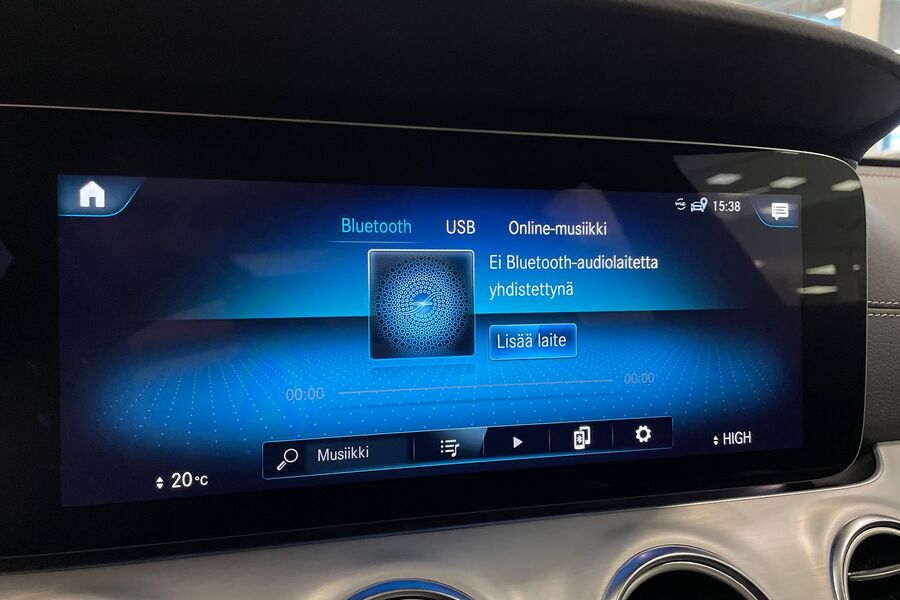 me 15:38
Bluetooth USB Online-musiikki
Ei Bluetooth-audiolaitetta
yhdistettynä
Lisää laite
00:00 00:00
Musiikki
20°C
HIGH